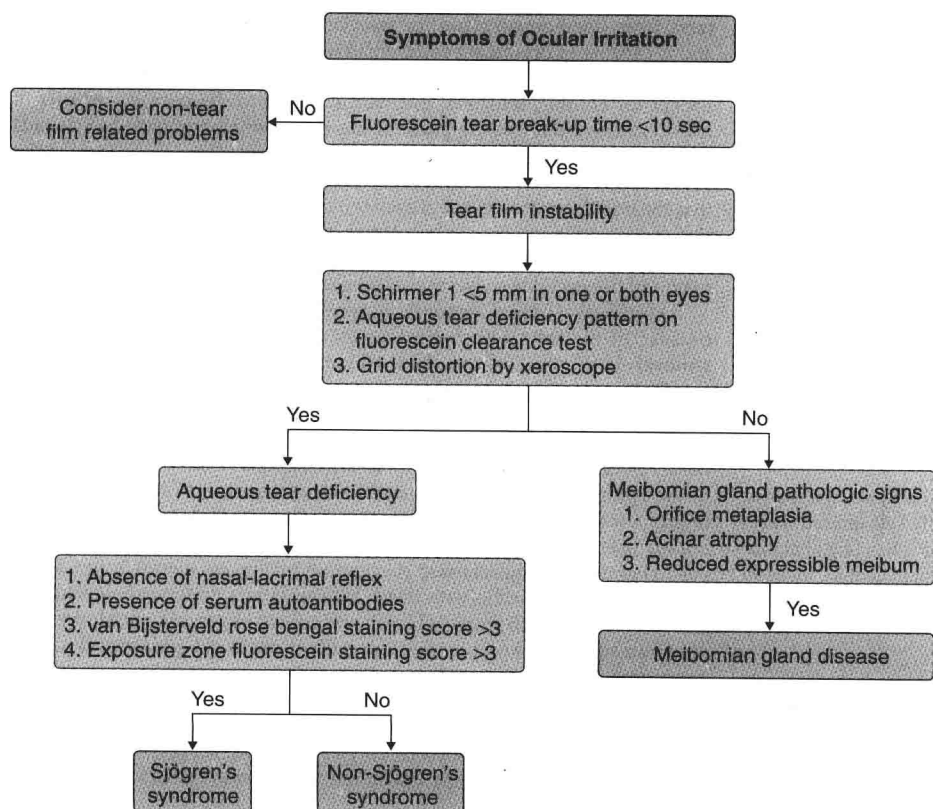 Symptoms of Ocular Irritation
No
Consider non-tear
film related problems
Fluorescein tear break-up time <10 sec
Yes
Tear film instability
1. Schirmer 1 <5 mm in one or both eyes
2. Aqueous tear deficiency pattern on
fluorescein clearance test
3. Grid distortion by xeroscope
Yes
No
Aqueous tear deficiency
Meibomian gland pathologic signs
1. Orifice metaplasia
2. Acinar atrophy
3. Reduced expressible meibum
1. Absence of nasal-lacrimal reflex
2. Presence of serum autoantibodies
3. van Bijsterveld rose bengal staining score >3
4. Exposure zone fluorescein staining score >3
Yes
Meibomian gland disease
Yes
No
Sjögren's
syndrome
Non-Sjögren's
syndrome